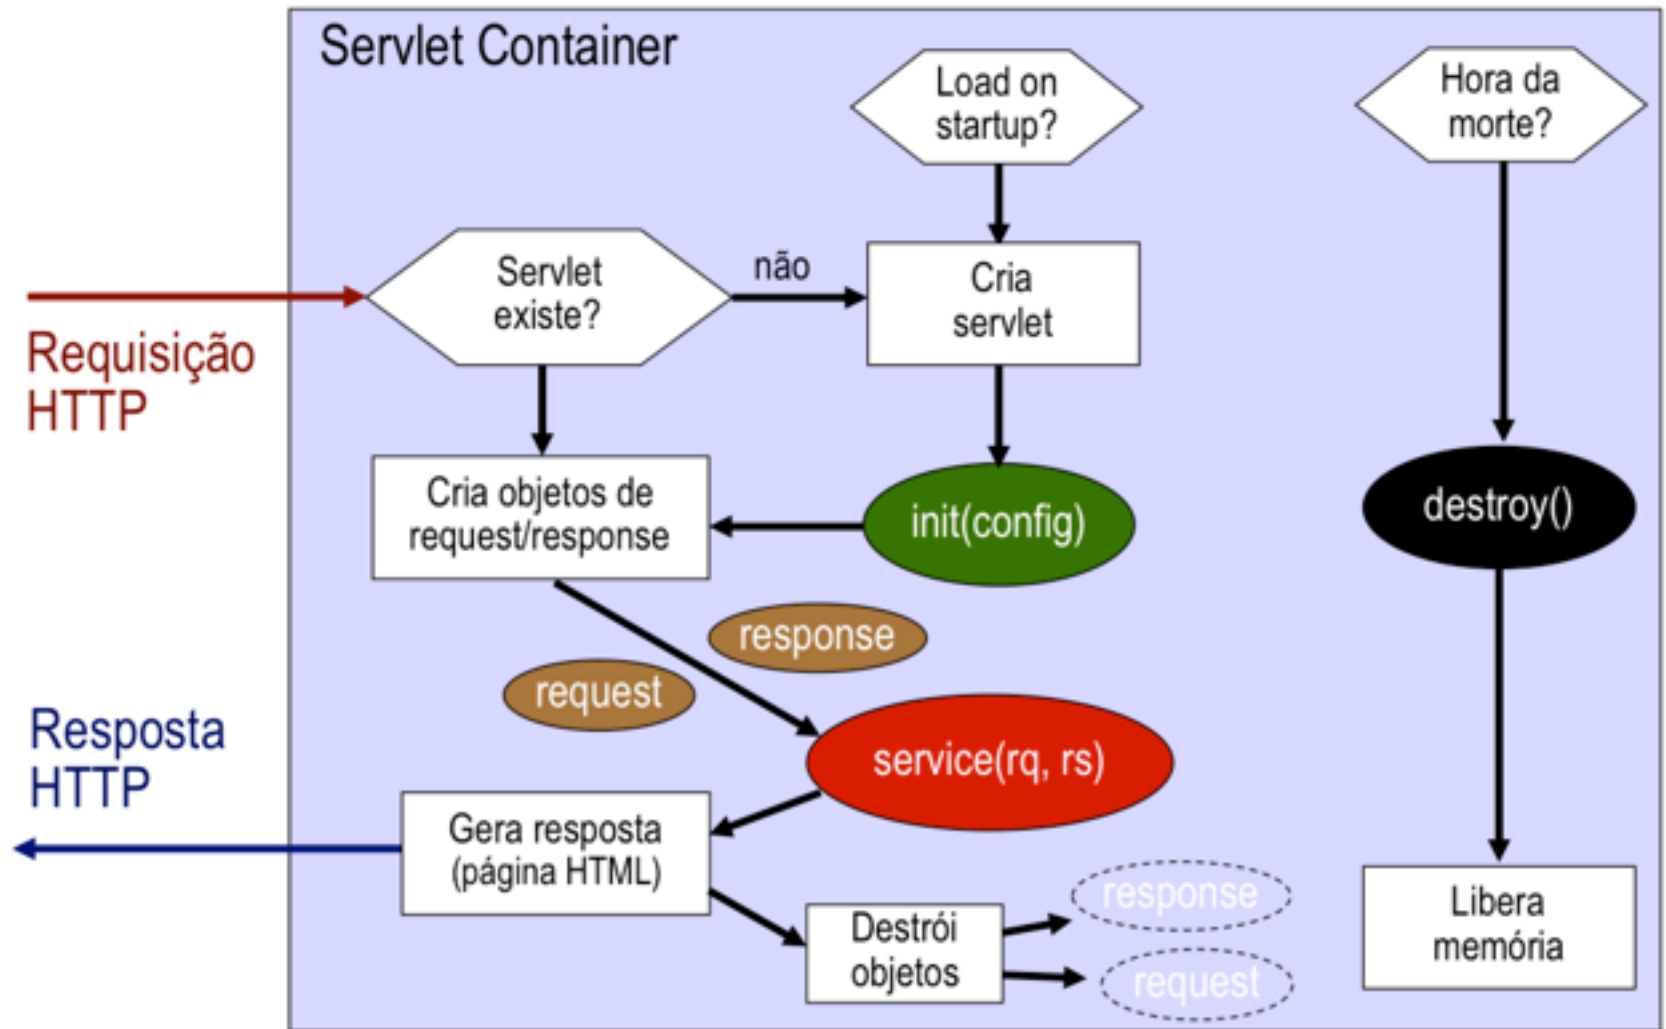 Servlet Container
Load on
startup?
Hora da
morte?
Servlet
existe?
não
Cria
servlet
Requisição
HTTP
Cria objetos de
request/response
init(config)
destroy()
response
request
Resposta
HTTP
service(rq, rs)
Gera resposta
(página HTML)
Destrói
objetos
response
request
Libera
memória